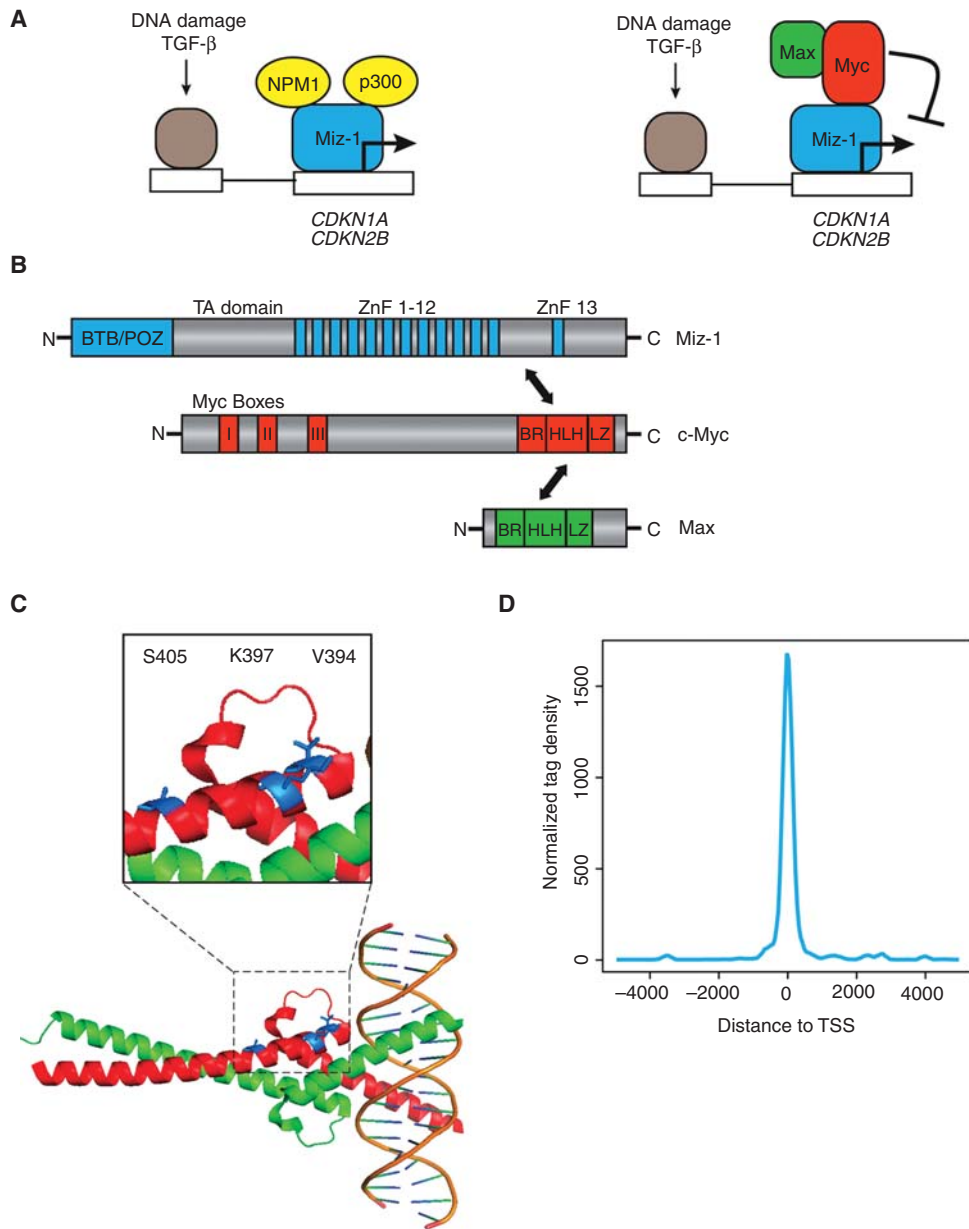 A
DNA damage
TGF-β
NPM1
p300
Miz-1
CDKN1A
CDKN2B
DNA damage
TGF-β
Max
Myc
Miz-1
CDKN1A
CDKN2B
B
TA domain
ZnF 1-12
ZnF 13
N
BTB/POZ
C
Miz-1
Myc Boxes
N
I
II
III
BR
HLH
LZ
C
c-Myc
N
BR
HLH
LZ
C
Max
C
S405
K397
V394
D
Normalized tag density
1500
1000
500
0
−4000
−2000
0
2000
4000
Distance to TSS